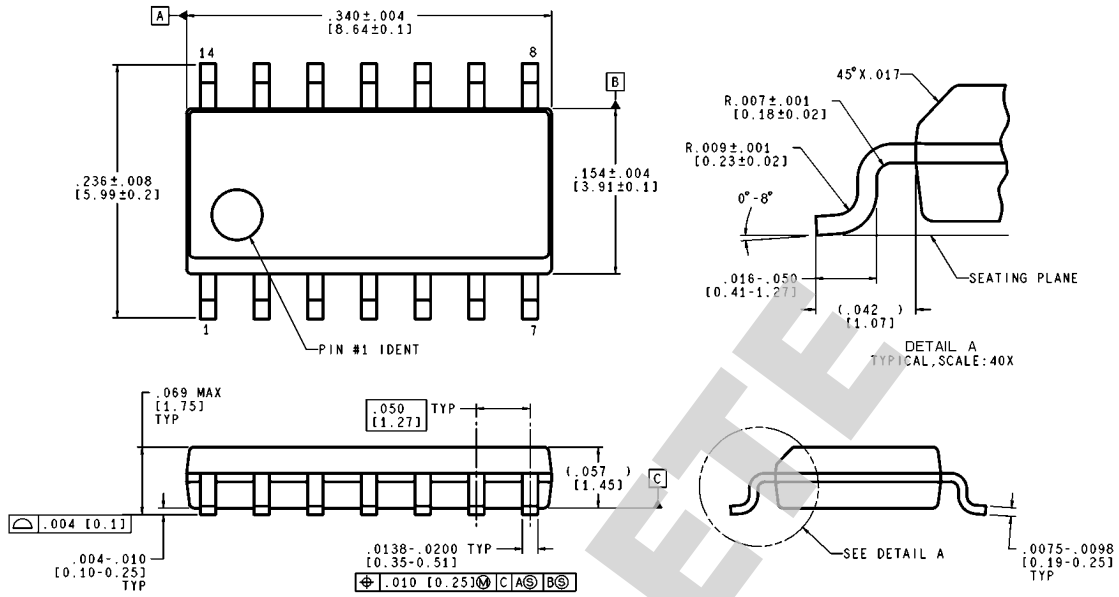 A
.340±.004
[8.64±0.1]
14
8
B
.236±.008
[5.99±0.2]
.154±.004
[3.91±0.1]
1
7
PIN #1 IDENT
45° X .017
R.007±.001
[0.18±0.02]
R.009±.001
[0.23±0.02]
0°-8°
SEATING PLANE
.016-.050
[0.41-1.27]
(.042)
[1.07]
DETAIL A
TYPICAL, SCALE: 40X
.069 MAX
[1.75]
TYP
.050
[1.27]
TYP
(.057)
[1.45]
C
.004 [0.1]
.004-.010
[0.10-0.25]
TYP
.0138-.0200 TYP
[0.35-0.51]
⌖ .010 [0.25]Ⓜ C AⓈ BⓈ
SEE DETAIL A
.0075-.0098
[0.19-0.25]
TYP
ETE